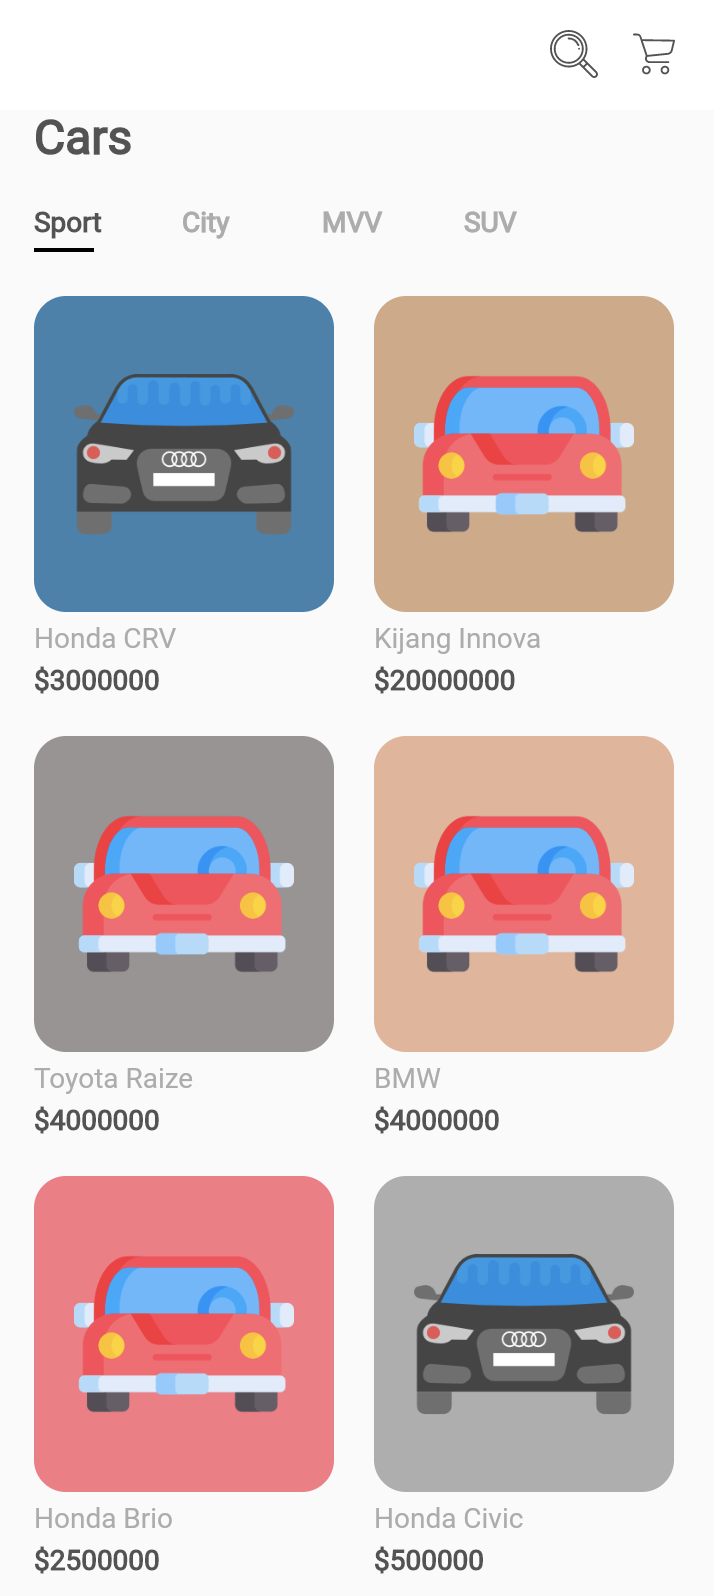 Cars
Sport City MVV SUV
Honda CRV Kijang Innova
$3000000 $20000000
Toyota Raize BMW
$4000000 $4000000
Honda Brio Honda Civic
$2500000 $500000